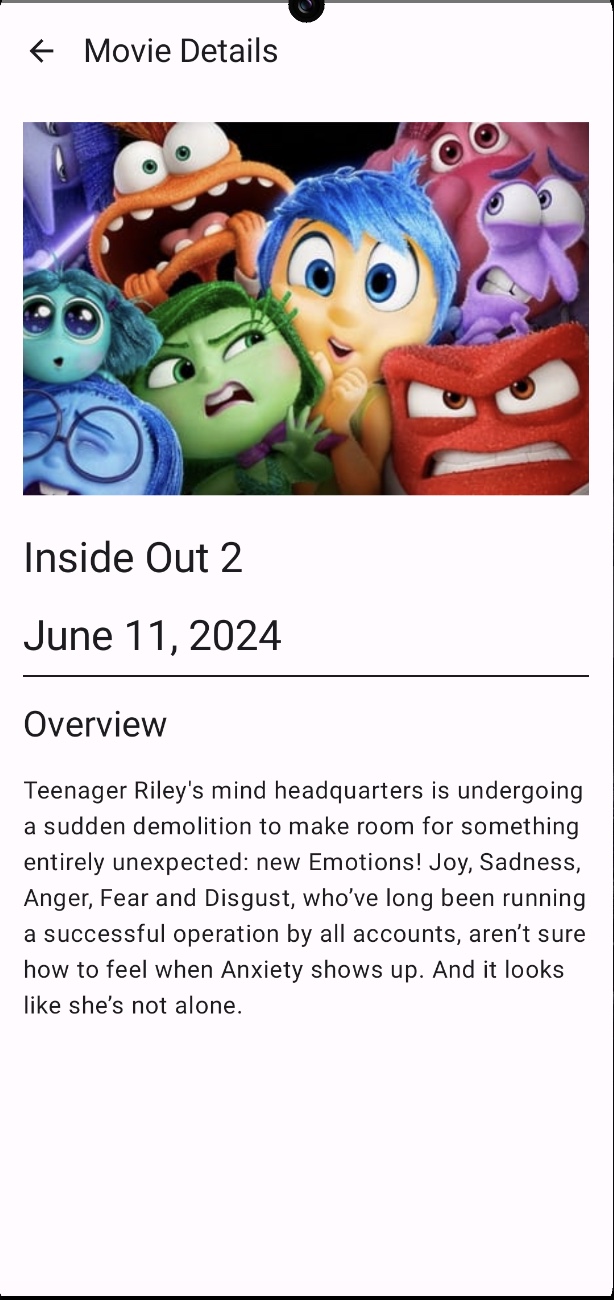 Movie Details
Inside Out 2
June 11, 2024
Overview
Teenager Riley's mind headquarters is undergoing
a sudden demolition to make room for something
entirely unexpected: new Emotions! Joy, Sadness,
Anger, Fear and Disgust, who’ve long been running
a successful operation by all accounts, aren’t sure
how to feel when Anxiety shows up. And it looks
like she’s not alone.